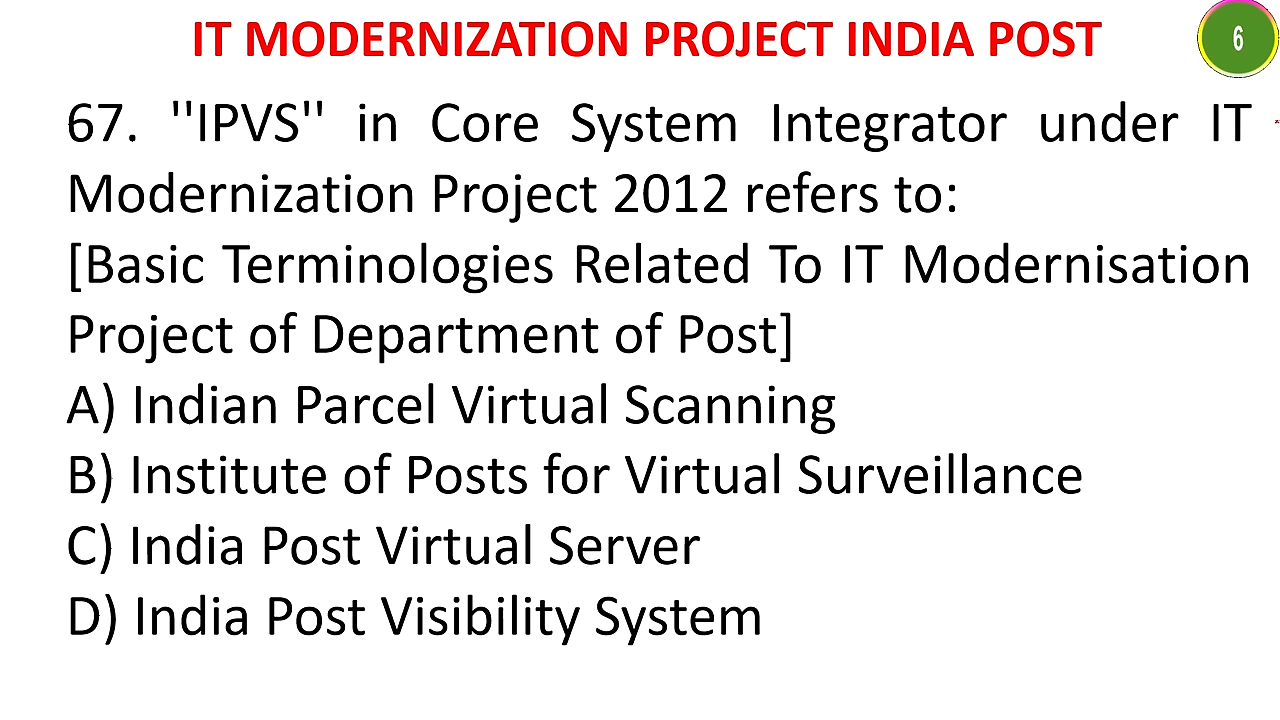 IT MODERNIZATION PROJECT INDIA POST
6
67. ''IPVS'' in Core System Integrator under IT
Modernization Project 2012 refers to:
[Basic Terminologies Related To IT Modernisation
Project of Department of Post]
A) Indian Parcel Virtual Scanning
B) Institute of Posts for Virtual Surveillance
C) India Post Virtual Server
D) India Post Visibility System